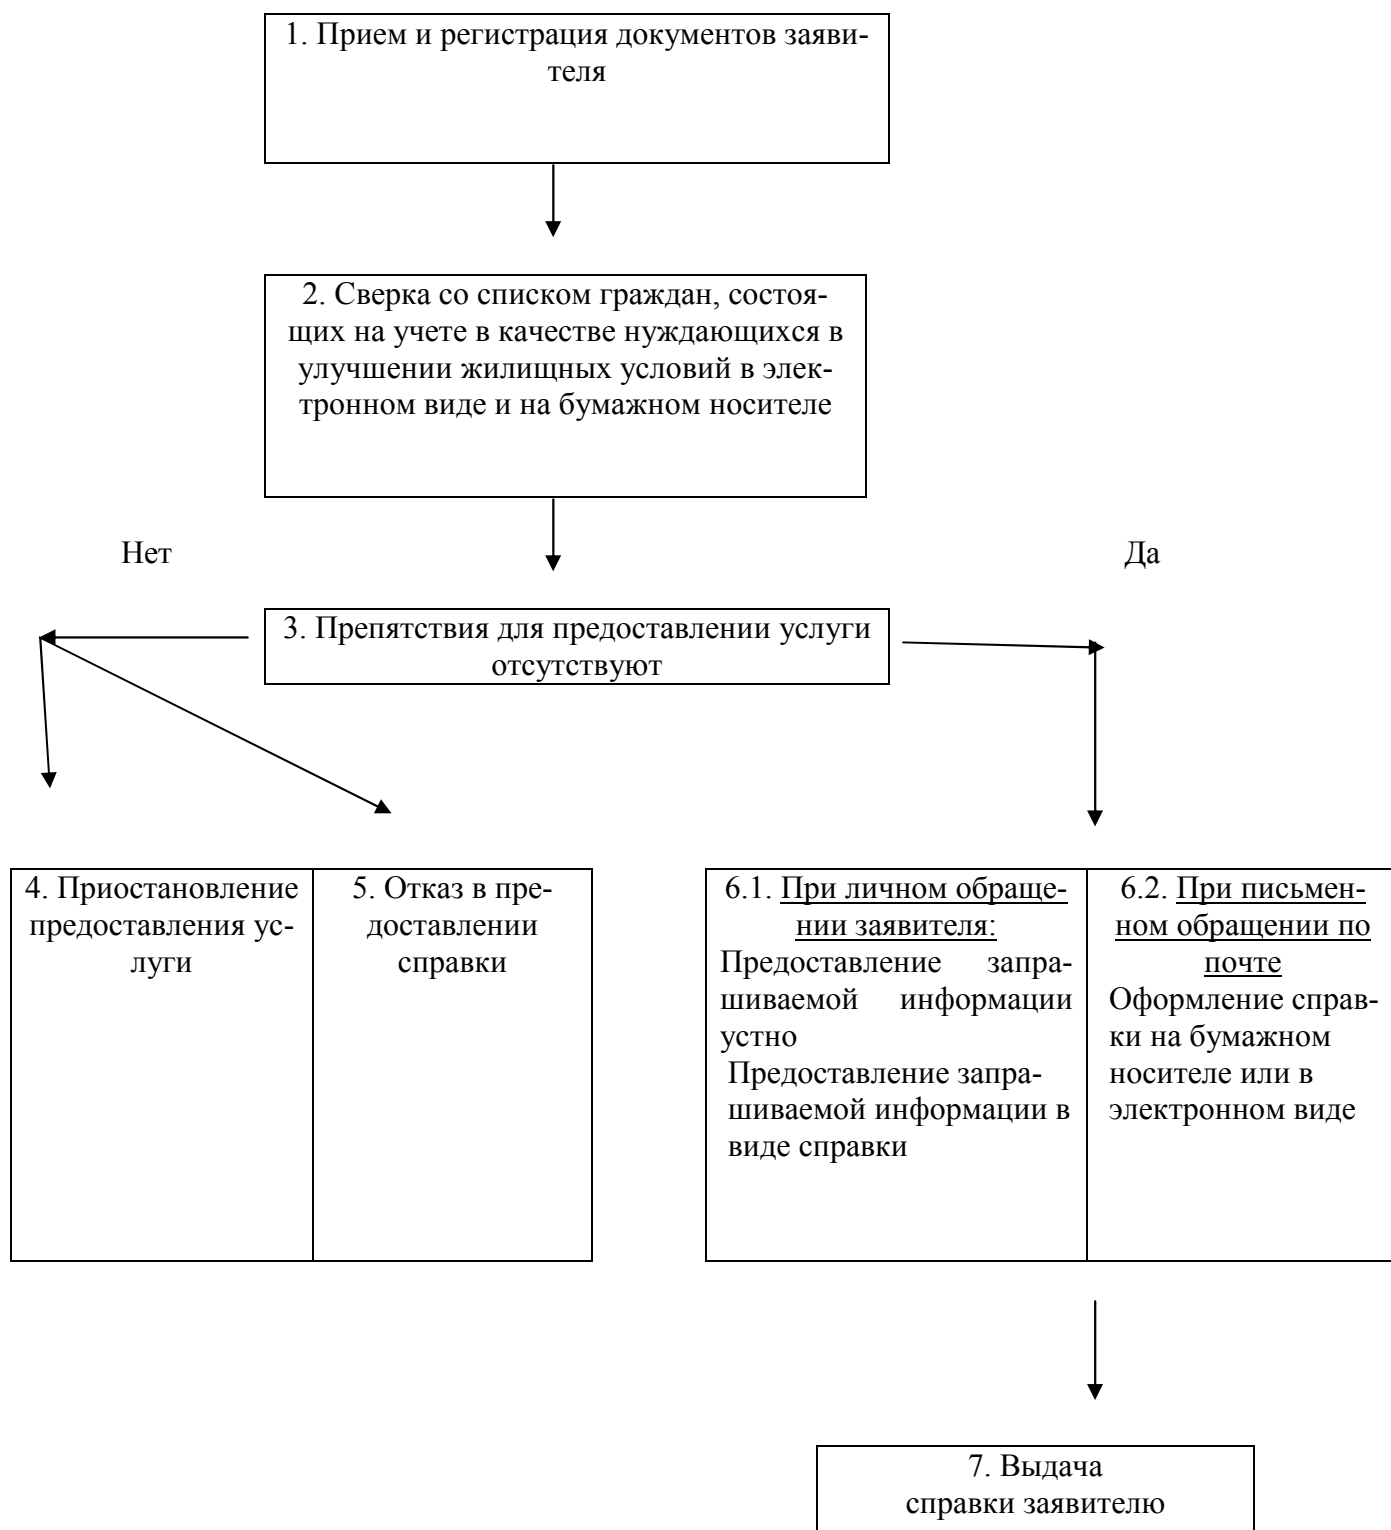 1. Прием и регистрация документов заяви-
теля
2. Сверка со списком граждан, состоя-
щих на учете в качестве нуждающихся в
улучшении жилищных условий в элек-
тронном виде и на бумажном носителе
Нет
Да
3. Препятствия для предоставлении услуги
отсутствуют
4. Приостановление
предоставления ус-
луги
5. Отказ в пре-
доставлении
справки
6.1. При личном обраще-
нии заявителя:
Предоставление запра-
шиваемой информации
устно
Предоставление запра-
шиваемой информации в
виде справки
6.2. При письмен-
ном обращении по
почте
Оформление справ-
ки на бумажном
носителе или в
электронном виде
7. Выдача
справки заявителю